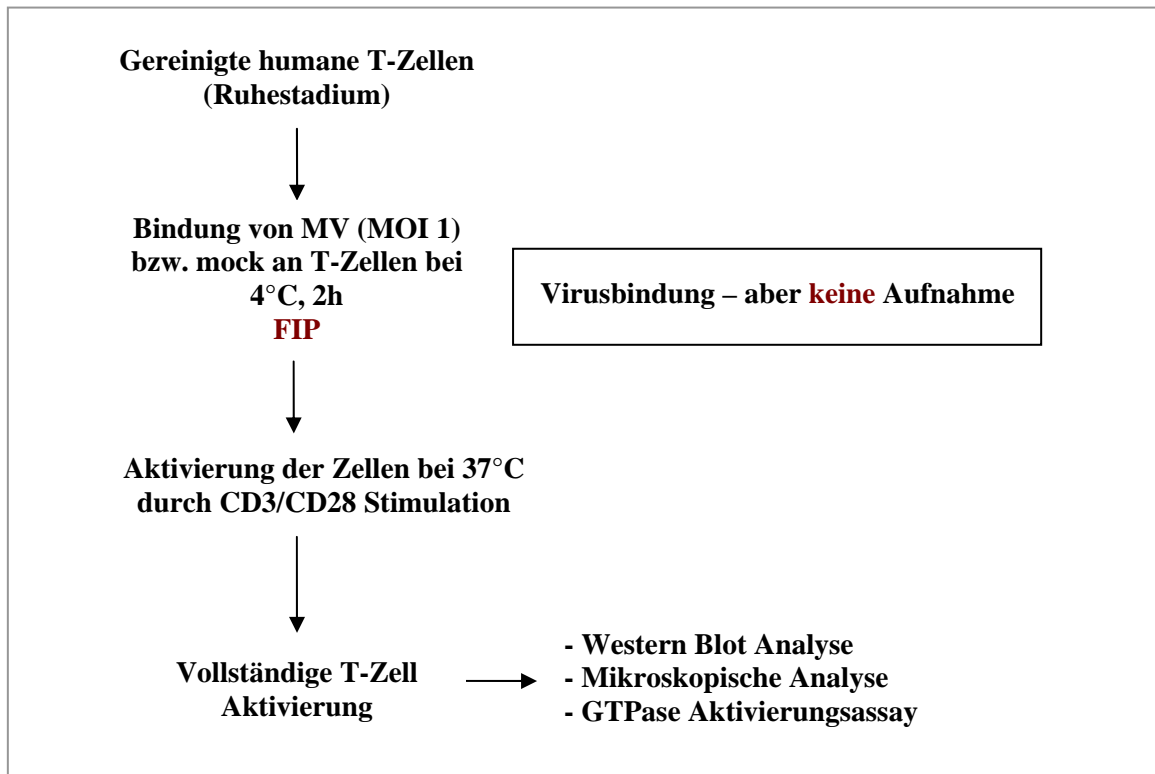 Gereinigte humane T-Zellen
(Ruhestadium)
Bindung von MV (MOI 1)
bzw. mock an T-Zellen bei
4°C, 2h
FIP
Virusbindung – aber keine Aufnahme
Aktivierung der Zellen bei 37°C
durch CD3/CD28 Stimulation
Vollständige T-Zell
Aktivierung
- Western Blot Analyse
- Mikroskopische Analyse
- GTPase Aktivierungsassay